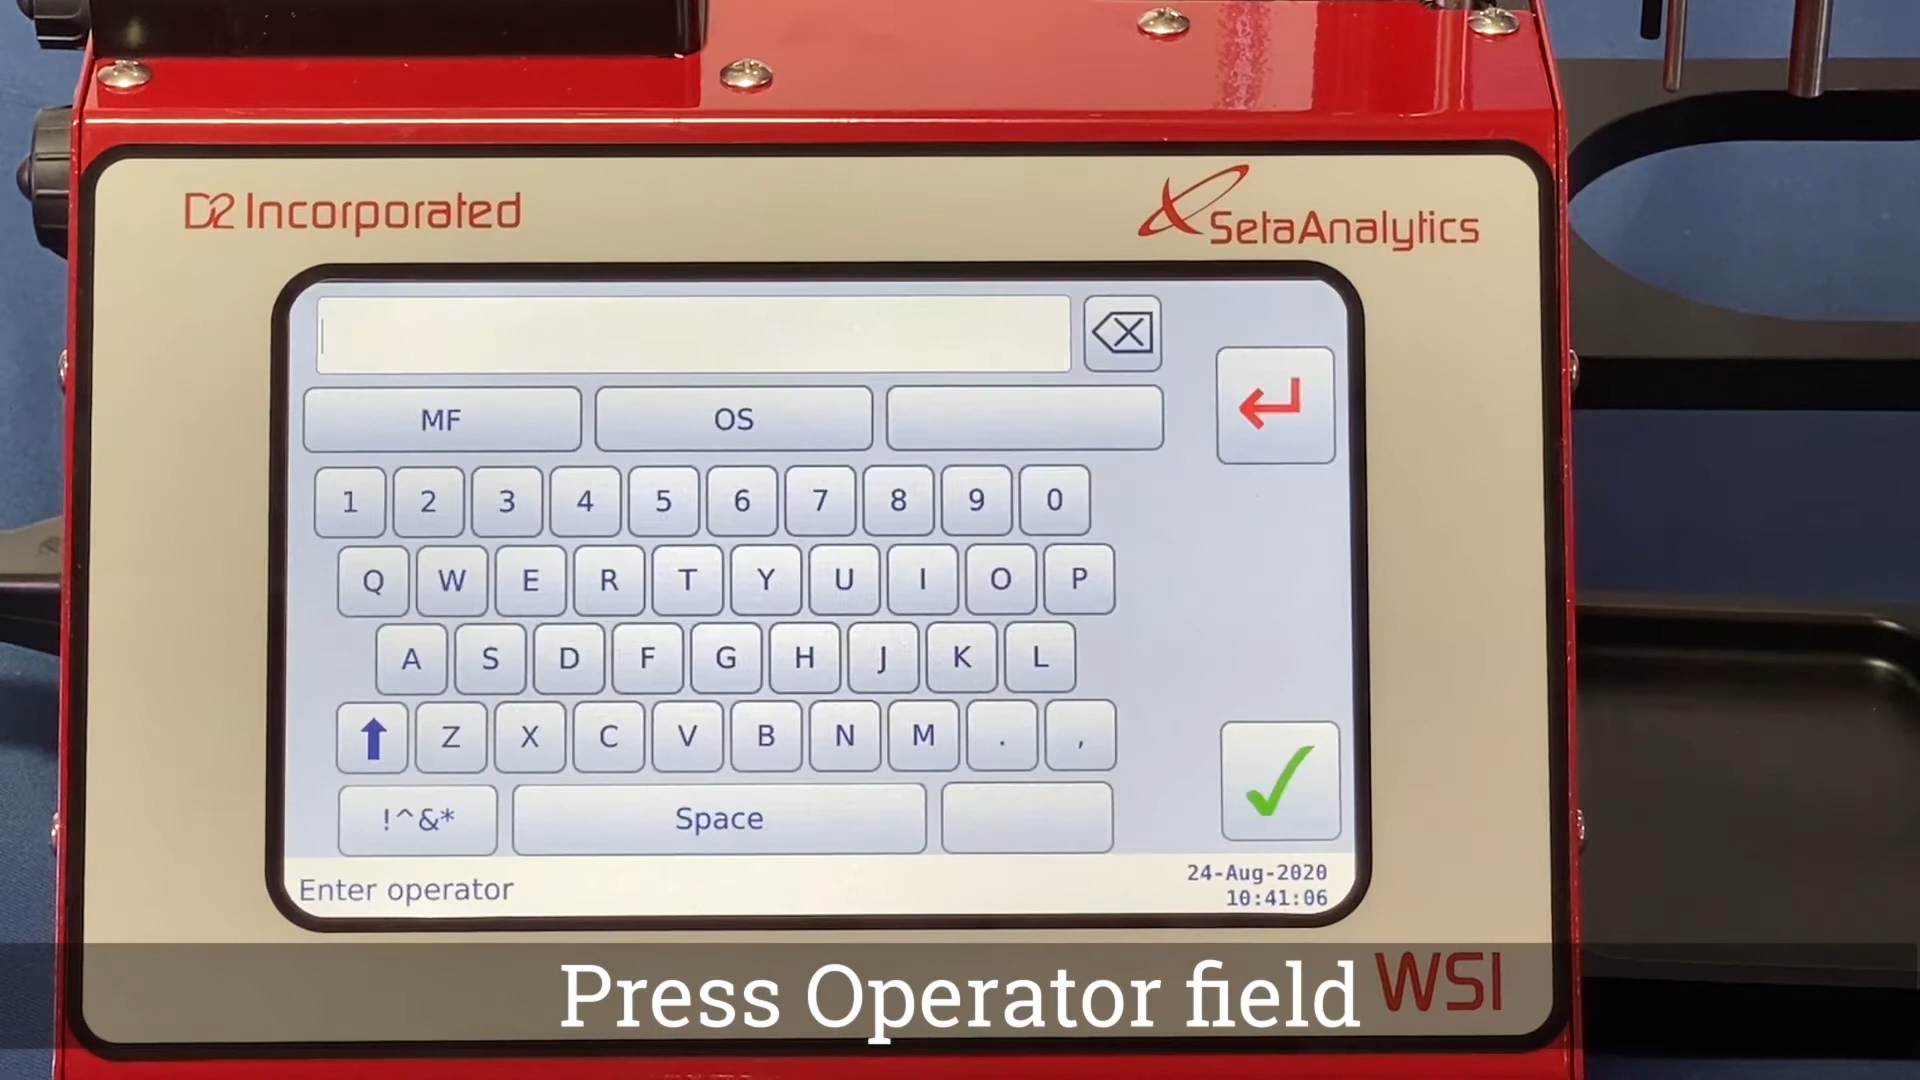 D2 Incorporated
SetaAnalytics
MF OS
1 2 3 4 5 6 7 8 9 0
Q W E R T Y U I O P
A S D F G H J K L
Z X C V B N M . ,
!^&* Space
Enter operator
24-Aug-2020
10:41:06
Press Operator field
WSI